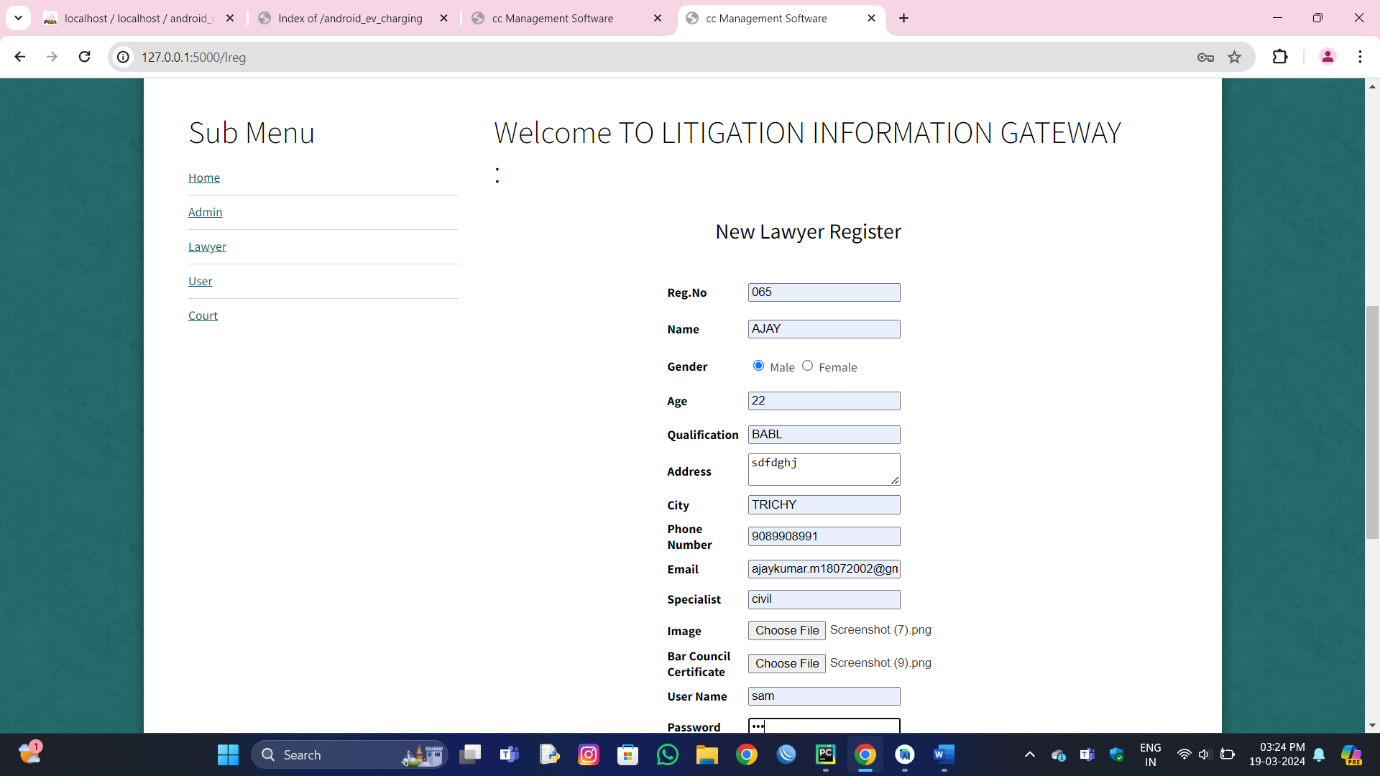 localhost / localhost / android_
Index of /android_ev_charging
cc Management Software
cc Management Software
127.0.0.1:5000/lreg
Sub Menu
Home
Admin
Lawyer
User
Court
Welcome TO LITIGATION INFORMATION GATEWAY
:
New Lawyer Register
Reg.No 065
Name AJAY
Gender Male Female
Age 22
Qualification BABL
Address sdfdghj
City TRICHY
Phone Number 9089908991
Email ajaykumar.m18072002@gm
Specialist civil
Image Choose File Screenshot (7).png
Bar Council Certificate Choose File Screenshot (9).png
User Name sam
Password •••
1
Search
PC
W
PRE
ENG
IN
03:24 PM
19-03-2024